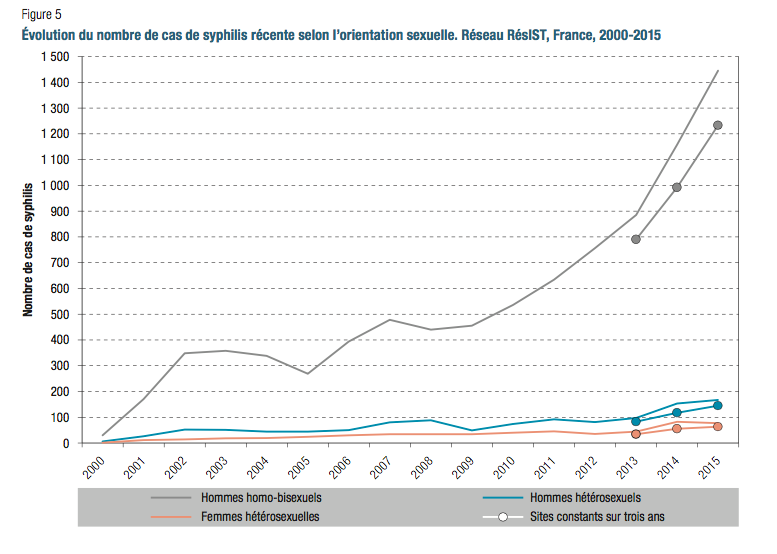 Figure 5
Évolution du nombre de cas de syphilis récente selon l'orientation sexuelle. Réseau RésIST, France, 2000-2015
Nombre de cas de syphilis
1 500
1 400
1 300
1 200
1 100
1 000
900
800
700
600
500
400
300
200
100
0
2000 2001 2002 2003 2004 2005 2006 2007 2008 2009 2010 2011 2012 2013 2014 2015
Hommes homo-bisexuels Hommes hétérosexuels
Femmes hétérosexuelles Sites constants sur trois ans